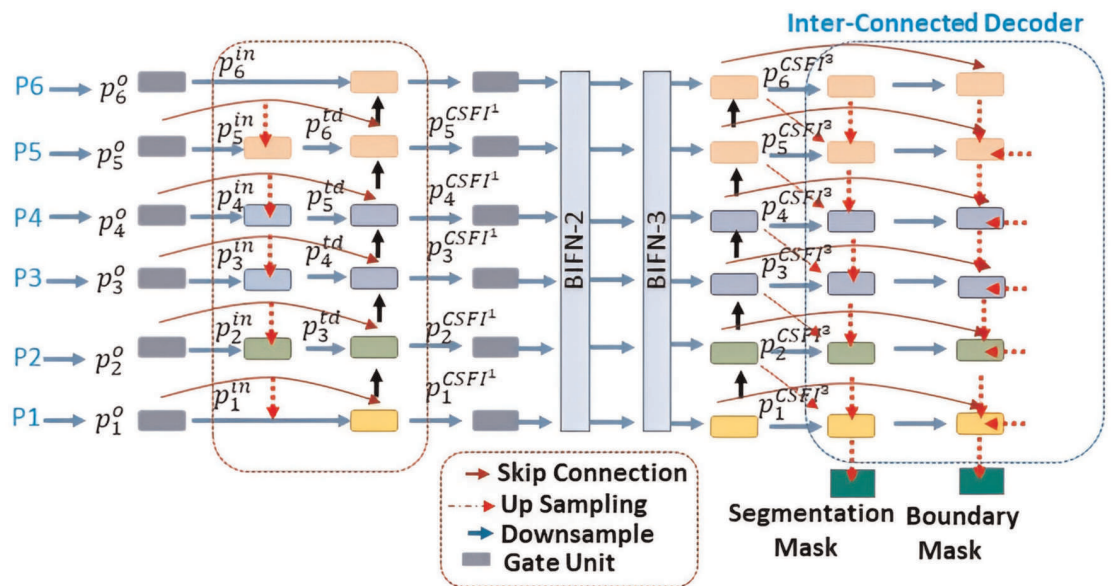 Inter-Connected Decoder
P6 p_6^o p_6^{in} p_6^{CSFI^3}
P5 p_5^o p_5^{in} p_6^{td} p_5^{CSFI^1} p_5^{CSFI^3}
P4 p_4^o p_4^{in} p_5^{td} p_4^{CSFI^1} p_4^{CSFI^3}
P3 p_3^o p_3^{in} p_4^{td} p_3^{CSFI^1} p_3^{CSFI^3}
P2 p_2^o p_2^{in} p_3^{td} p_2^{CSFI^1} p_2^{CSFI^3}
P1 p_1^o p_1^{in} p_1^{CSFI^1} p_1^{CSFI^3}
BIFN-2
BIFN-3
Skip Connection
Up Sampling
Downsample
Gate Unit
Segmentation
Mask
Boundary
Mask